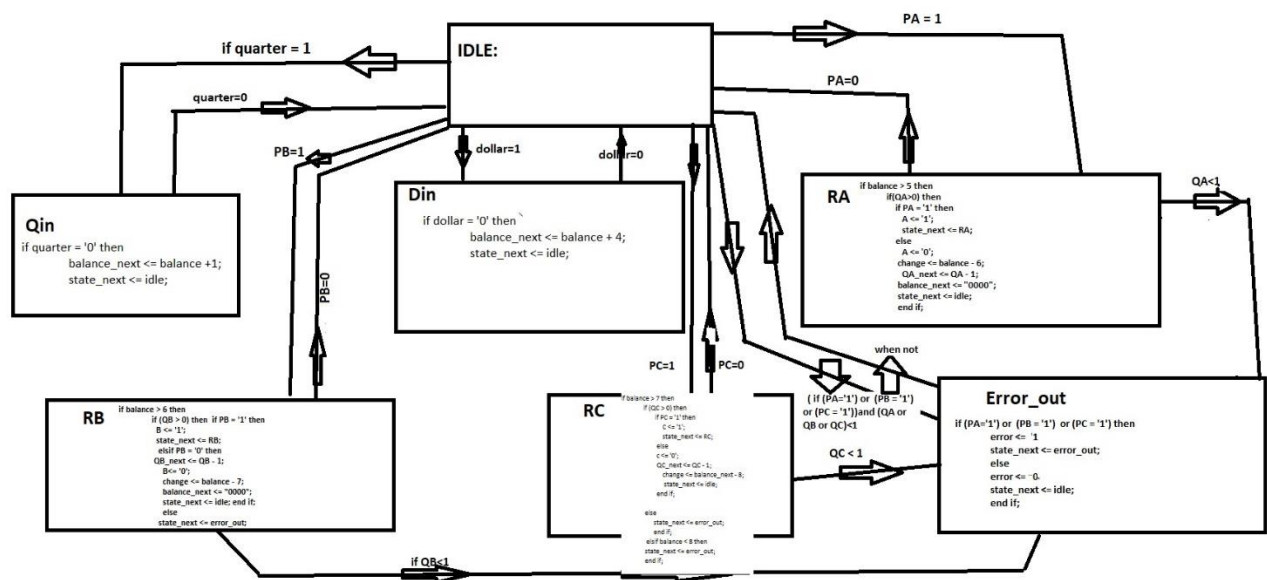 PA = 1
IDLE:
if quarter = 1
PA=0
quarter=0
PB=1
dollar=1
dollar=0
Din
if dollar = '0' then
balance_next <= balance + 4;
state_next <= idle;
RA
if balance > 5 then
if(QA>0) then
if PA = '1' then
A <= '1';
state_next <= RA;
else
A <= '0';
change <= balance - 6;
QA_next <= QA - 1;
balance_next <= "0000";
state_next <= idle;
end if;
QA<1
Qin
if quarter = '0' then
balance_next <= balance +1;
state_next <= idle;
PB=0
PC=1
PC=0
when not
( if (PA='1') or (PB = '1')
or (PC = '1'))and (QA or
QB or QC)<1
RB
if balance > 6 then
if (QB > 0) then if PB = '1' then
B <= '1';
state_next <= RB;
elsif PB = '0' then
QB_next <= QB - 1;
B<= '0';
change <= balance - 7;
balance_next <= "0000";
state_next <= idle; end if;
else
state_next <= error_out;
RC
if balance > 7 then
if (QC > 0) then
if PC = '1' then
C <= '1';
state_next <= RC;
else
c <='0';
QC_next <= QC - 1;
change <= balance_next - 8;
state_next <= idle;
end if;
else
state_next <= error_out;
end if;
elsif balance < 8 then
state_next <= error_out;
end if;
QC < 1
Error_out
if (PA='1') or (PB = '1') or (PC = '1') then
error <= '1
state_next <= error_out;
else
error <= 0
state_next <= idle;
end if;
if QB<1